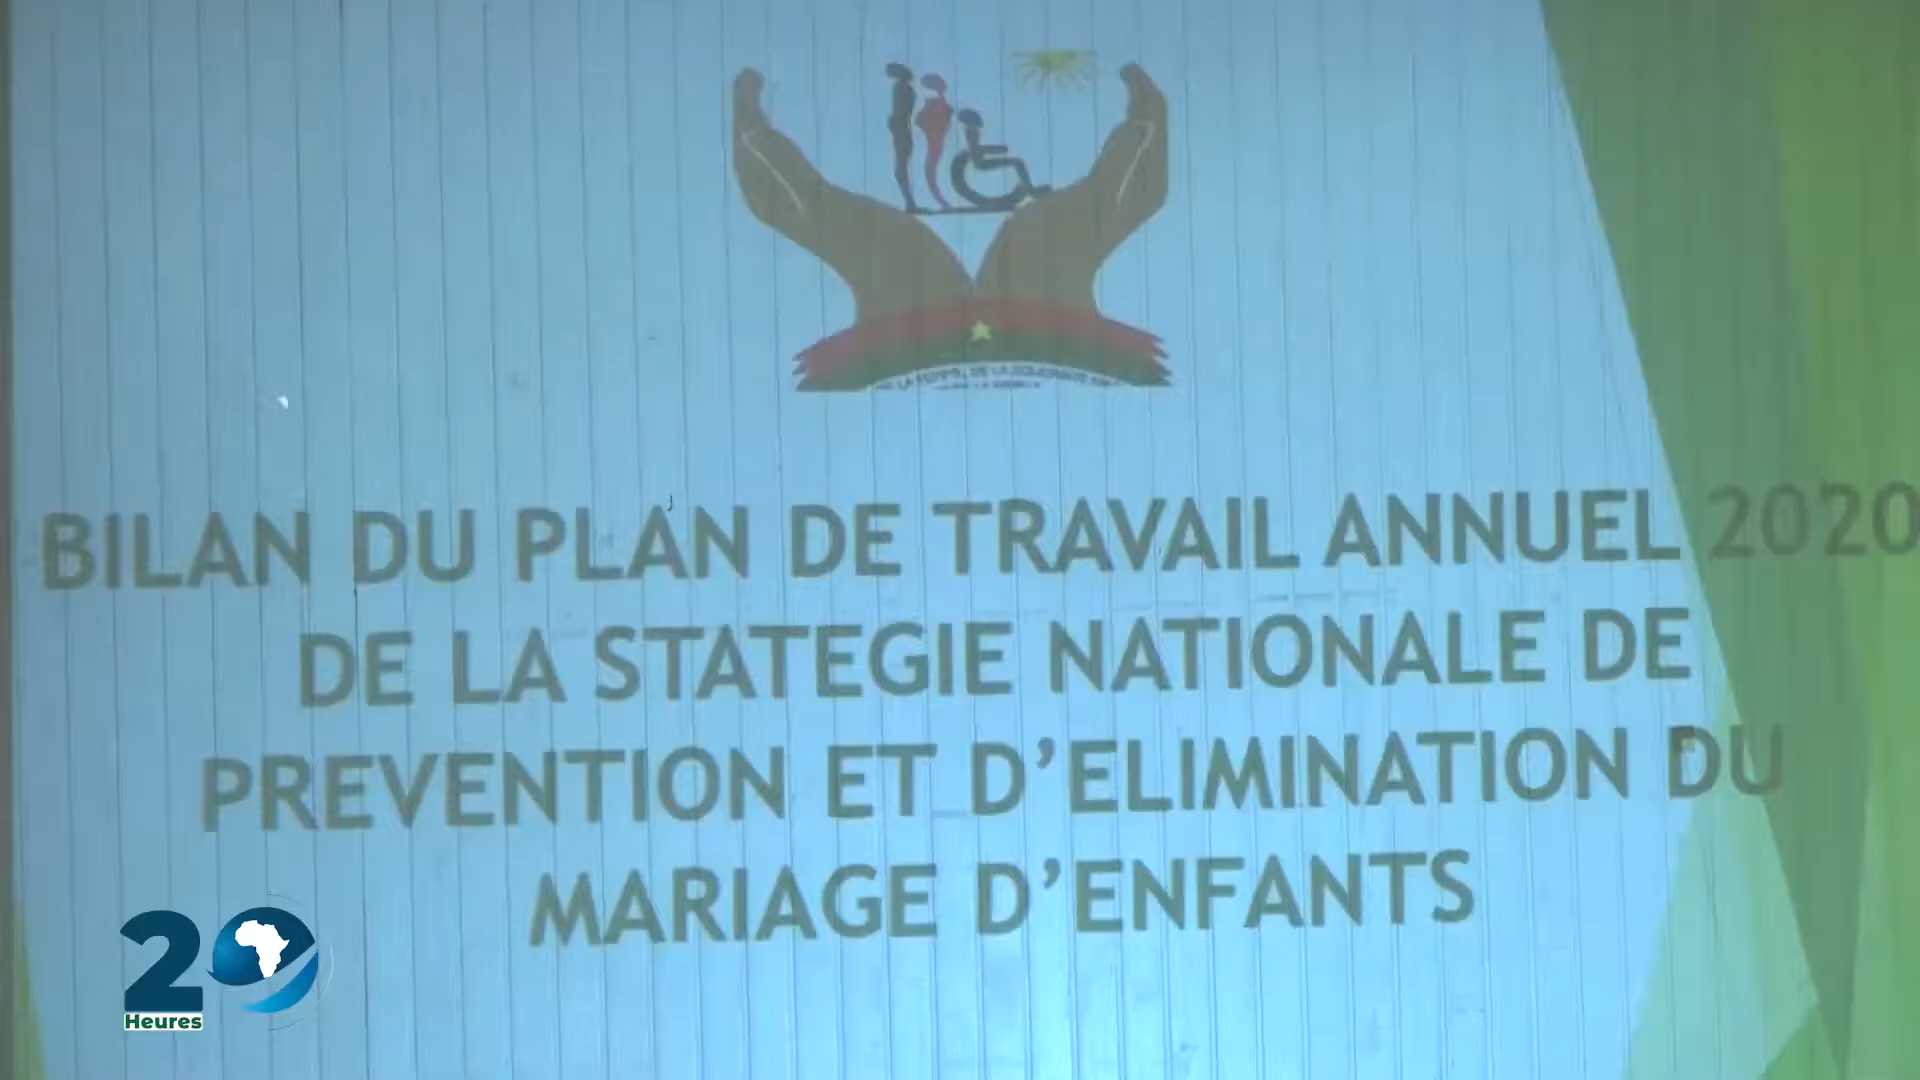 BILAN DU PLAN DE TRAVAIL ANNUEL 2020
DE LA STATEGIE NATIONALE DE
PREVENTION ET D'ELIMINATION DU
MARIAGE D'ENFANTS
20
Heures